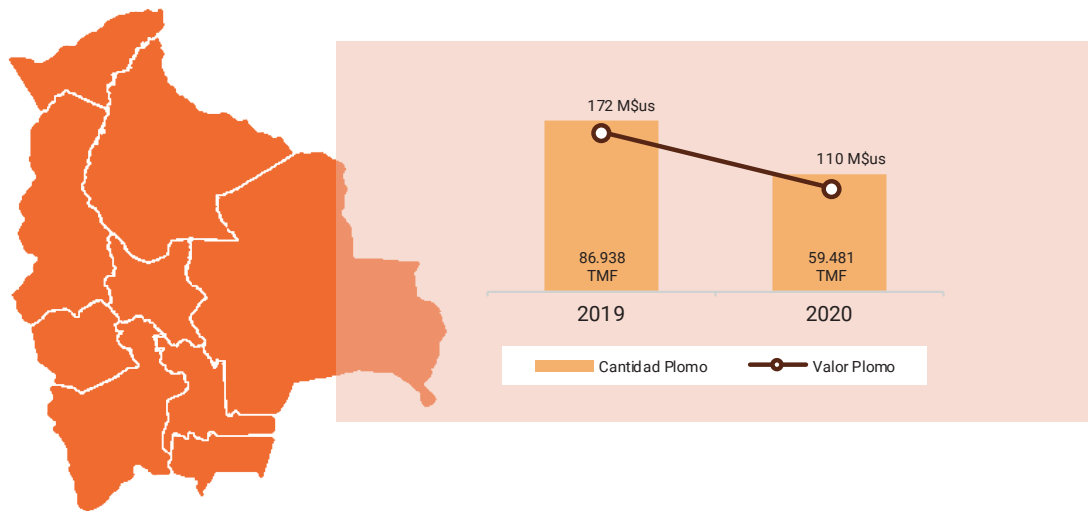 172 M$us
110 M$us
86.938
TMF
59.481
TMF
2019
2020
Cantidad Plomo
Valor Plomo